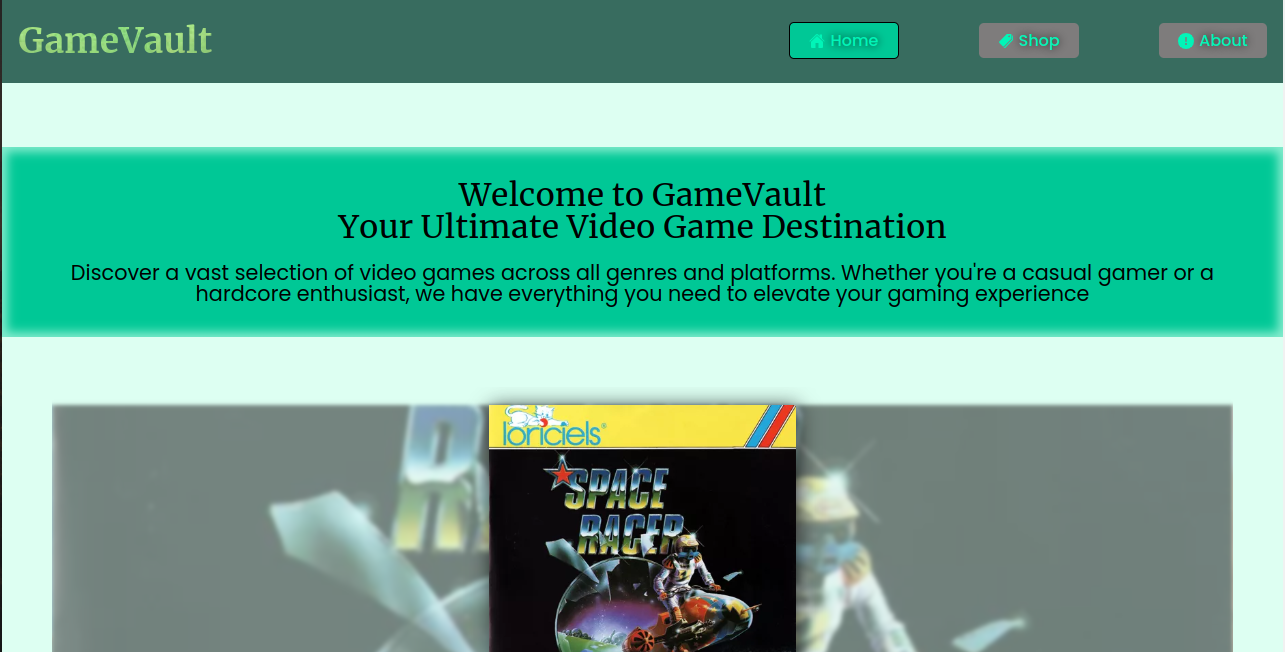 GameVault
Home
Shop
About
Welcome to GameVault
Your Ultimate Video Game Destination
Discover a vast selection of video games across all genres and platforms. Whether you're a casual gamer or a
hardcore enthusiast, we have everything you need to elevate your gaming experience
loriciels®
SPACE
RACER